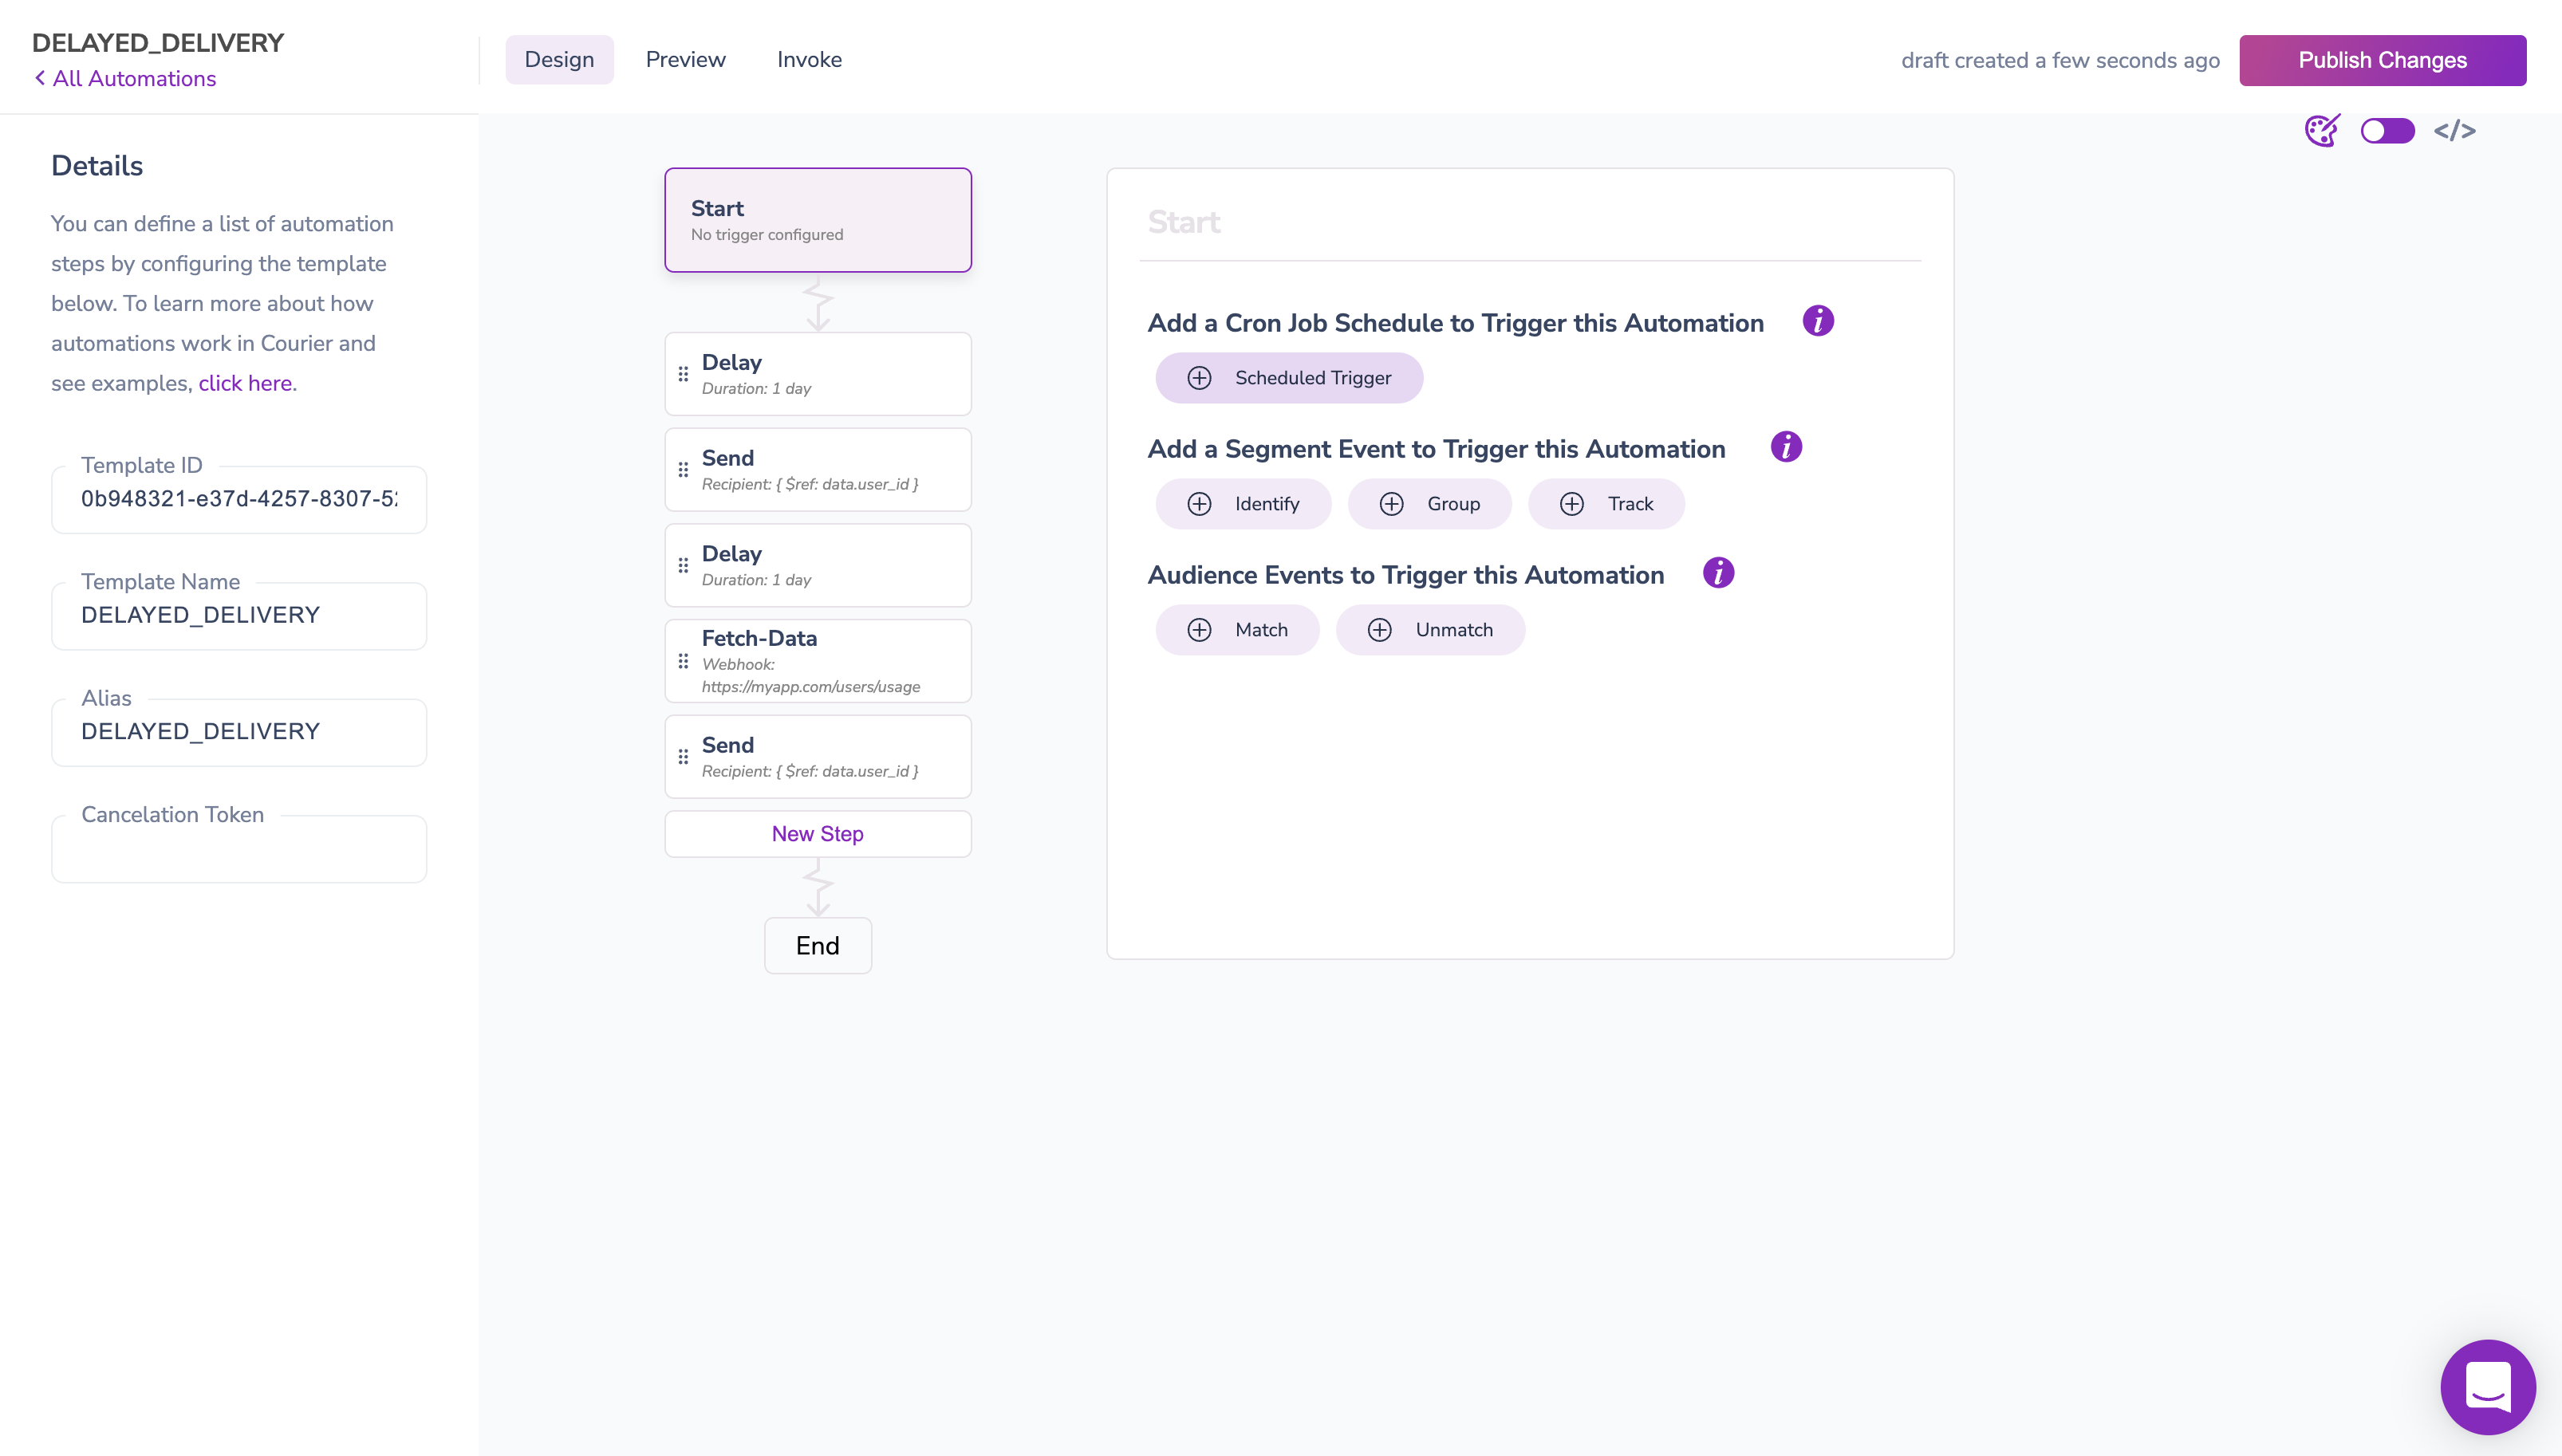 DELAYED_DELIVERY
All Automations
Design
Preview
Invoke
draft created a few seconds ago
Publish Changes
</>
Details
You can define a list of automation
steps by configuring the template
below. To learn more about how
automations work in Courier and
see examples, click here.
Template ID
0b948321-e37d-4257-8307-5
Template Name
DELAYED_DELIVERY
Alias
DELAYED_DELIVERY
Cancelation Token
Start
No trigger configured
Delay
Duration: 1 day
Send
Recipient: { $ref: data.user_id }
Delay
Duration: 1 day
Fetch-Data
Webhook:
https://myapp.com/users/usage
Send
Recipient: { $ref: data.user_id }
New Step
End
Start
Add a Cron Job Schedule to Trigger this Automation
Scheduled Trigger
Add a Segment Event to Trigger this Automation
Identify
Group
Track
Audience Events to Trigger this Automation
Match
Unmatch